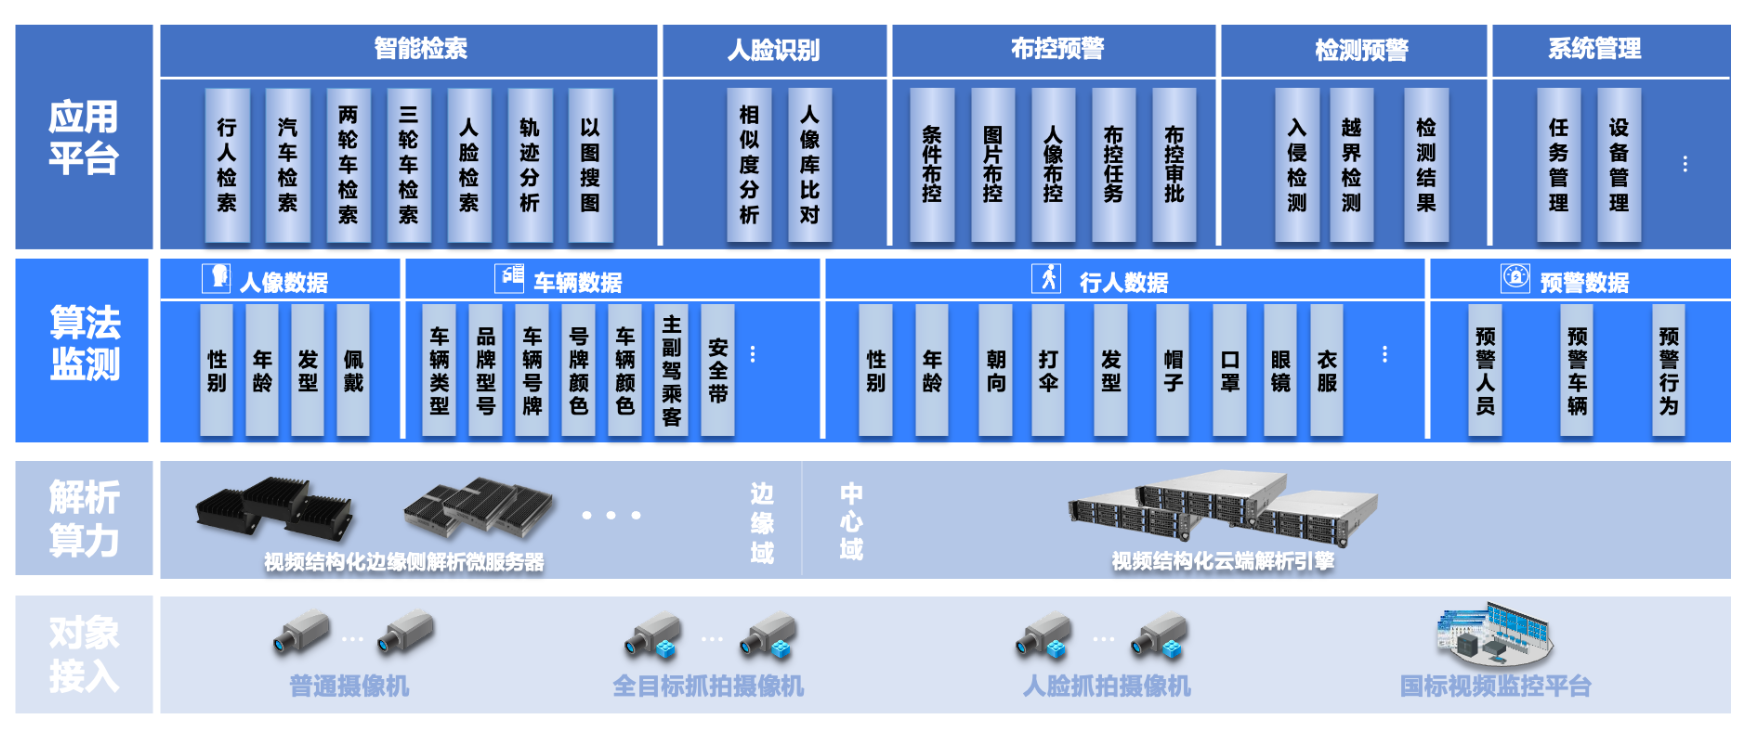 应用
平台
智能检索
行人检索
汽车检索
两轮车检索
三轮车检索
人脸检索
轨迹分析
以图搜图
人脸识别
相似度分析
人像库比对
布控预警
条件布控
图片布控
人像布控
布控任务
布控审批
检测预警
入侵检测
越界检测
检测结果
系统管理
任务管理
设备管理
⋮
算法
监测
人像数据
性别
年龄
发型
佩戴
车辆数据
车辆类型
品牌型号
车辆号牌
号牌颜色
车辆颜色
主副驾乘客
安全带
⋮
行人数据
性别
年龄
朝向
打伞
发型
帽子
口罩
眼镜
衣服
⋮
预警数据
预警人员
预警车辆
预警行为
解析
算力
视频结构化边缘侧解析微服务器
• • •
边缘域
中心域
视频结构化云端解析引擎
对象
接入
...
普通摄像机
...
全目标抓拍摄像机
...
人脸抓拍摄像机
国标视频监控平台